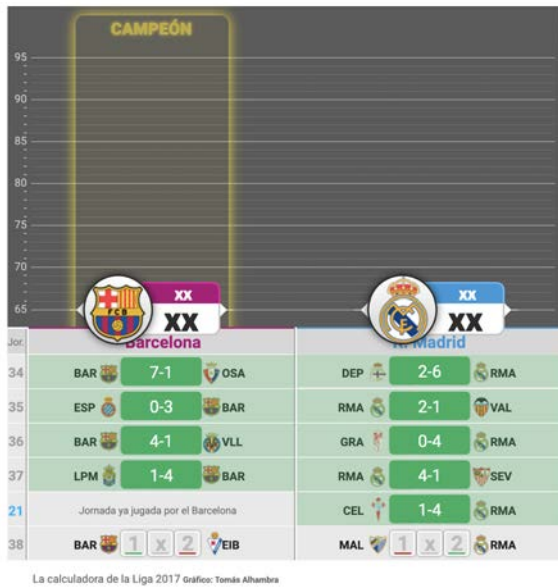 CAMPEÓN
95
90
85
80
75
70
65
XX
XX
XX
XX
Jor.
Barcelona
R. Madrid
34
BAR 7-1 OSA
DEP 2-6 RMA
35
ESP 0-3 BAR
RMA 2-1 VAL
36
BAR 4-1 VLL
GRA 0-4 RMA
37
LPM 1-4 BAR
RMA 4-1 SEV
21
Jornada ya jugada por el Barcelona
CEL 1-4 RMA
38
BAR 1 x 2 EIB
MAL 1 x 2 RMA
La calculadora de la Liga 2017 Gráfico: Tomás Alhambra